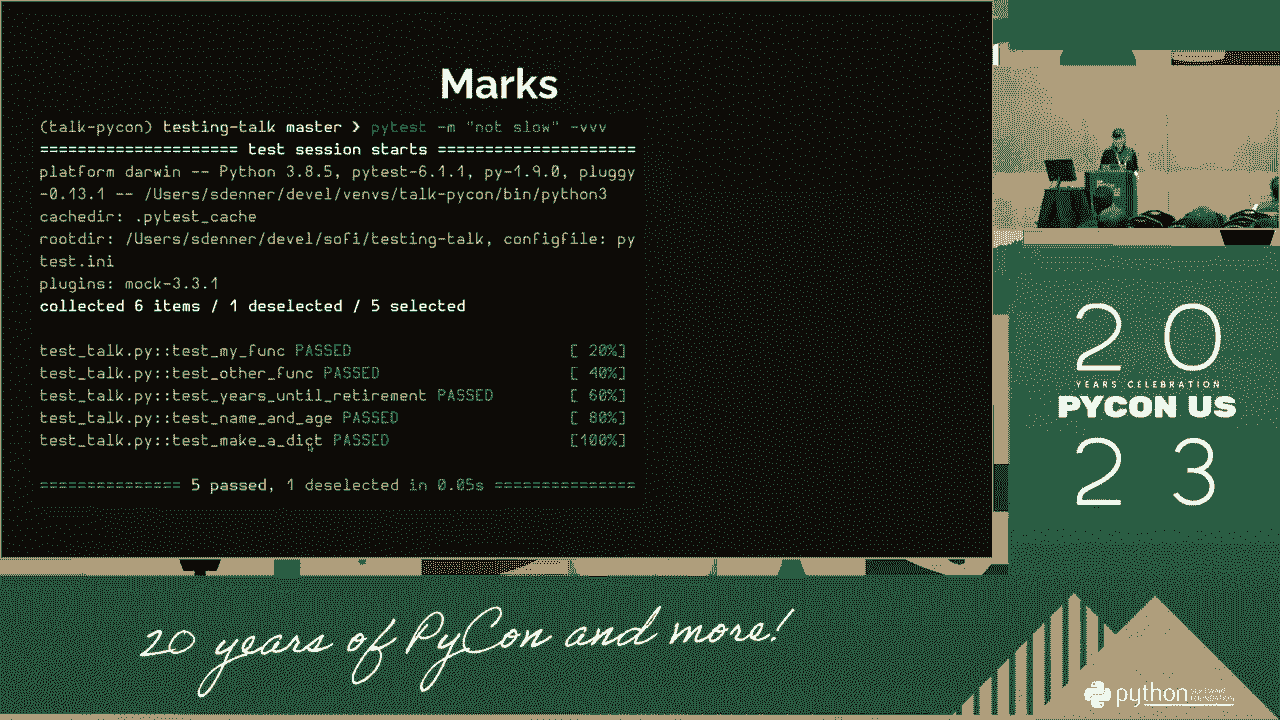 Marks
(talk-pycon) testing-talk master ❯ pytest -m "not slow" -vvv
===================== test session starts =====================
platform darwin -- Python 3.8.5, pytest-6.1.1, py-1.9.0, pluggy
-0.13.1 -- /Users/sdenner/devel/venvs/talk-pycon/bin/python3
cachedir: .pytest_cache
rootdir: /Users/sdenner/devel/sofi/testing-talk, configfile: py
test.ini
plugins: mock-3.3.1
collected 6 items / 1 deselected / 5 selected
test_talk.py::test_my_func PASSED [ 20%]
test_talk.py::test_other_func PASSED [ 40%]
test_talk.py::test_years_until_retirement PASSED [ 60%]
test_talk.py::test_name_and_age PASSED [ 80%]
test_talk.py::test_make_a_dict PASSED [100%]
=============== 5 passed, 1 deselected in 0.05s ===============
20
YEARS CELEBRATION
PYCON US
23
20 years of PyCon and more!
python SOFTWARE
FOUNDATION